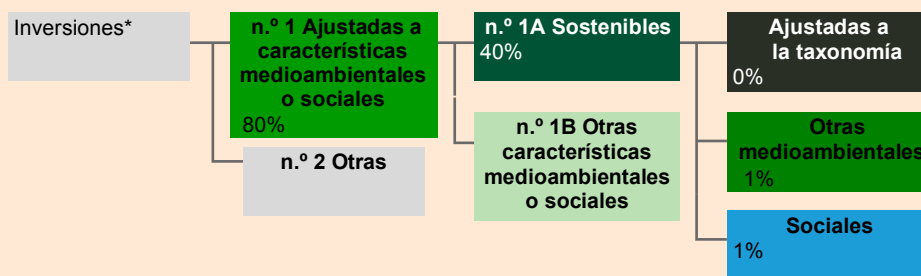 Inversiones*
n.º 1 Ajustadas a
características
medioambientales
o sociales
80%
n.º 2 Otras
n.º 1A Sostenibles
40%
n.º 1B Otras
características
medioambientales
o sociales
Ajustadas a
la taxonomía
0%
Otras
medioambientales
1%
Sociales
1%